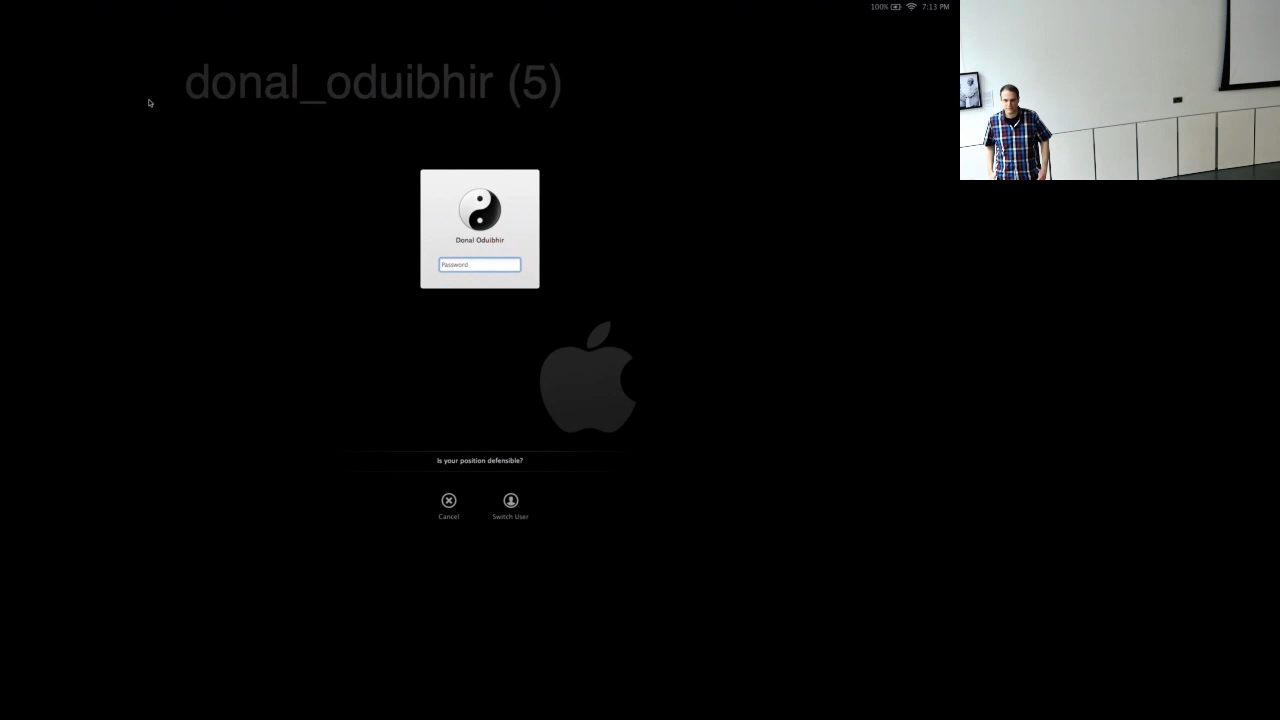 100% 7:13 PM
donal_oduibhir (5)
Donal Oduibhir
Password
Is your position defensible?
Cancel
Switch User